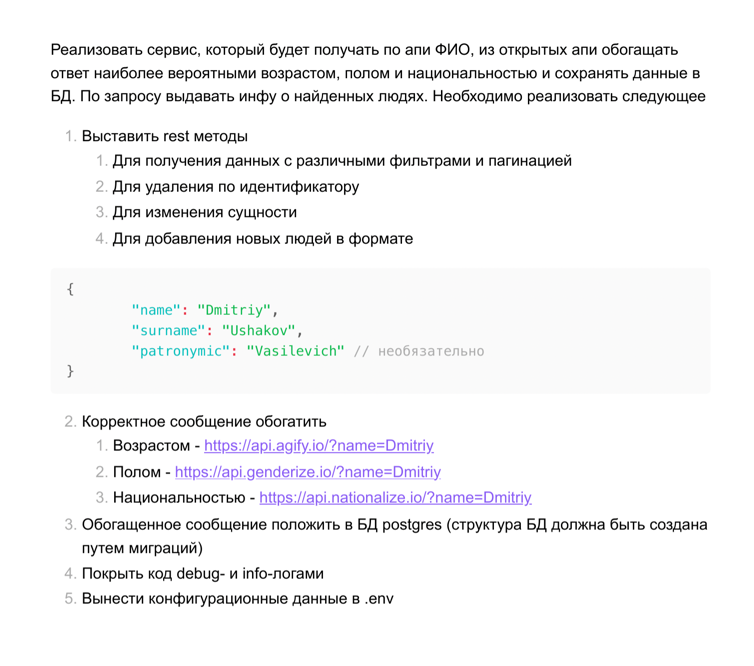 Реализовать сервис, который будет получать по апи ФИО, из открытых апи обогащать
ответ наиболее вероятными возрастом, полом и национальностью и сохранять данные в
БД. По запросу выдавать инфу о найденных людях. Необходимо реализовать следующее
1. Выставить rest методы
1. Для получения данных с различными фильтрами и пагинацией
2. Для удаления по идентификатору
3. Для изменения сущности
4. Для добавления новых людей в формате
{
"name": "Dmitriy",
"surname": "Ushakov",
"patronymic": "Vasilevich" // необязательно
}
2. Корректное сообщение обогатить
1. Возрастом - https://api.agify.io/?name=Dmitriy
2. Полом - https://api.genderize.io/?name=Dmitriy
3. Национальностью - https://api.nationalize.io/?name=Dmitriy
3. Обогащенное сообщение положить в БД postgres (структура БД должна быть создана
путем миграций)
4. Покрыть код debug- и info-логами
5. Вынести конфигурационные данные в .env